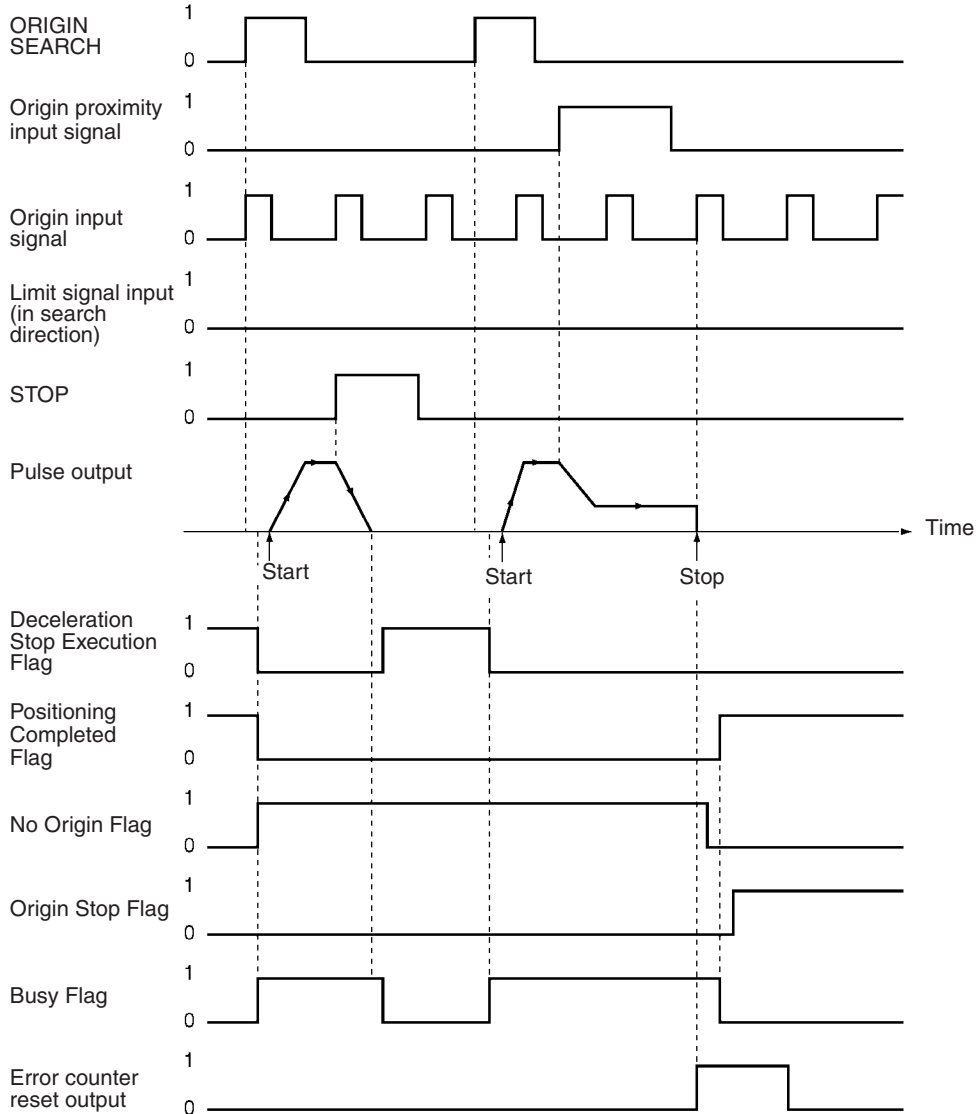 ORIGIN
SEARCH
1
0
Origin proximity
input signal
1
0
Origin input
signal
1
0
Limit signal input
(in search
direction)
1
0
STOP
1
0
Pulse output
Time
Start
Start
Stop
Deceleration
Stop Execution
Flag
1
0
Positioning
Completed
Flag
1
0
No Origin Flag
1
0
Origin Stop Flag
1
0
Busy Flag
1
0
Error counter
reset output
1
0